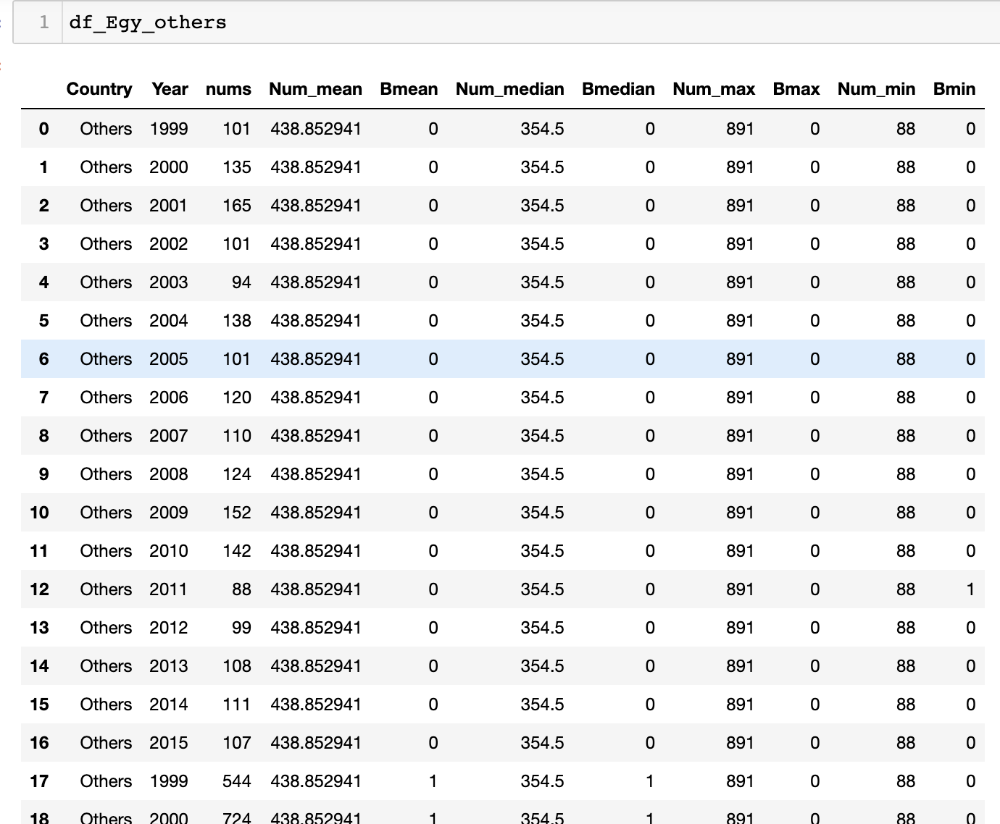 1 df_Egy_others
Country Year nums Num_mean Bmean Num_median Bmedian Num_max Bmax Num_min Bmin
0 Others 1999 101 438.852941 0 354.5 0 891 0 88 0
1 Others 2000 135 438.852941 0 354.5 0 891 0 88 0
2 Others 2001 165 438.852941 0 354.5 0 891 0 88 0
3 Others 2002 101 438.852941 0 354.5 0 891 0 88 0
4 Others 2003 94 438.852941 0 354.5 0 891 0 88 0
5 Others 2004 138 438.852941 0 354.5 0 891 0 88 0
6 Others 2005 101 438.852941 0 354.5 0 891 0 88 0
7 Others 2006 120 438.852941 0 354.5 0 891 0 88 0
8 Others 2007 110 438.852941 0 354.5 0 891 0 88 0
9 Others 2008 124 438.852941 0 354.5 0 891 0 88 0
10 Others 2009 152 438.852941 0 354.5 0 891 0 88 0
11 Others 2010 142 438.852941 0 354.5 0 891 0 88 0
12 Others 2011 88 438.852941 0 354.5 0 891 0 88 1
13 Others 2012 99 438.852941 0 354.5 0 891 0 88 0
14 Others 2013 108 438.852941 0 354.5 0 891 0 88 0
15 Others 2014 111 438.852941 0 354.5 0 891 0 88 0
16 Others 2015 107 438.852941 0 354.5 0 891 0 88 0
17 Others 1999 544 438.852941 1 354.5 1 891 0 88 0
18 Others 2000 724 438.852941 1 354.5 1 891 0 88 0